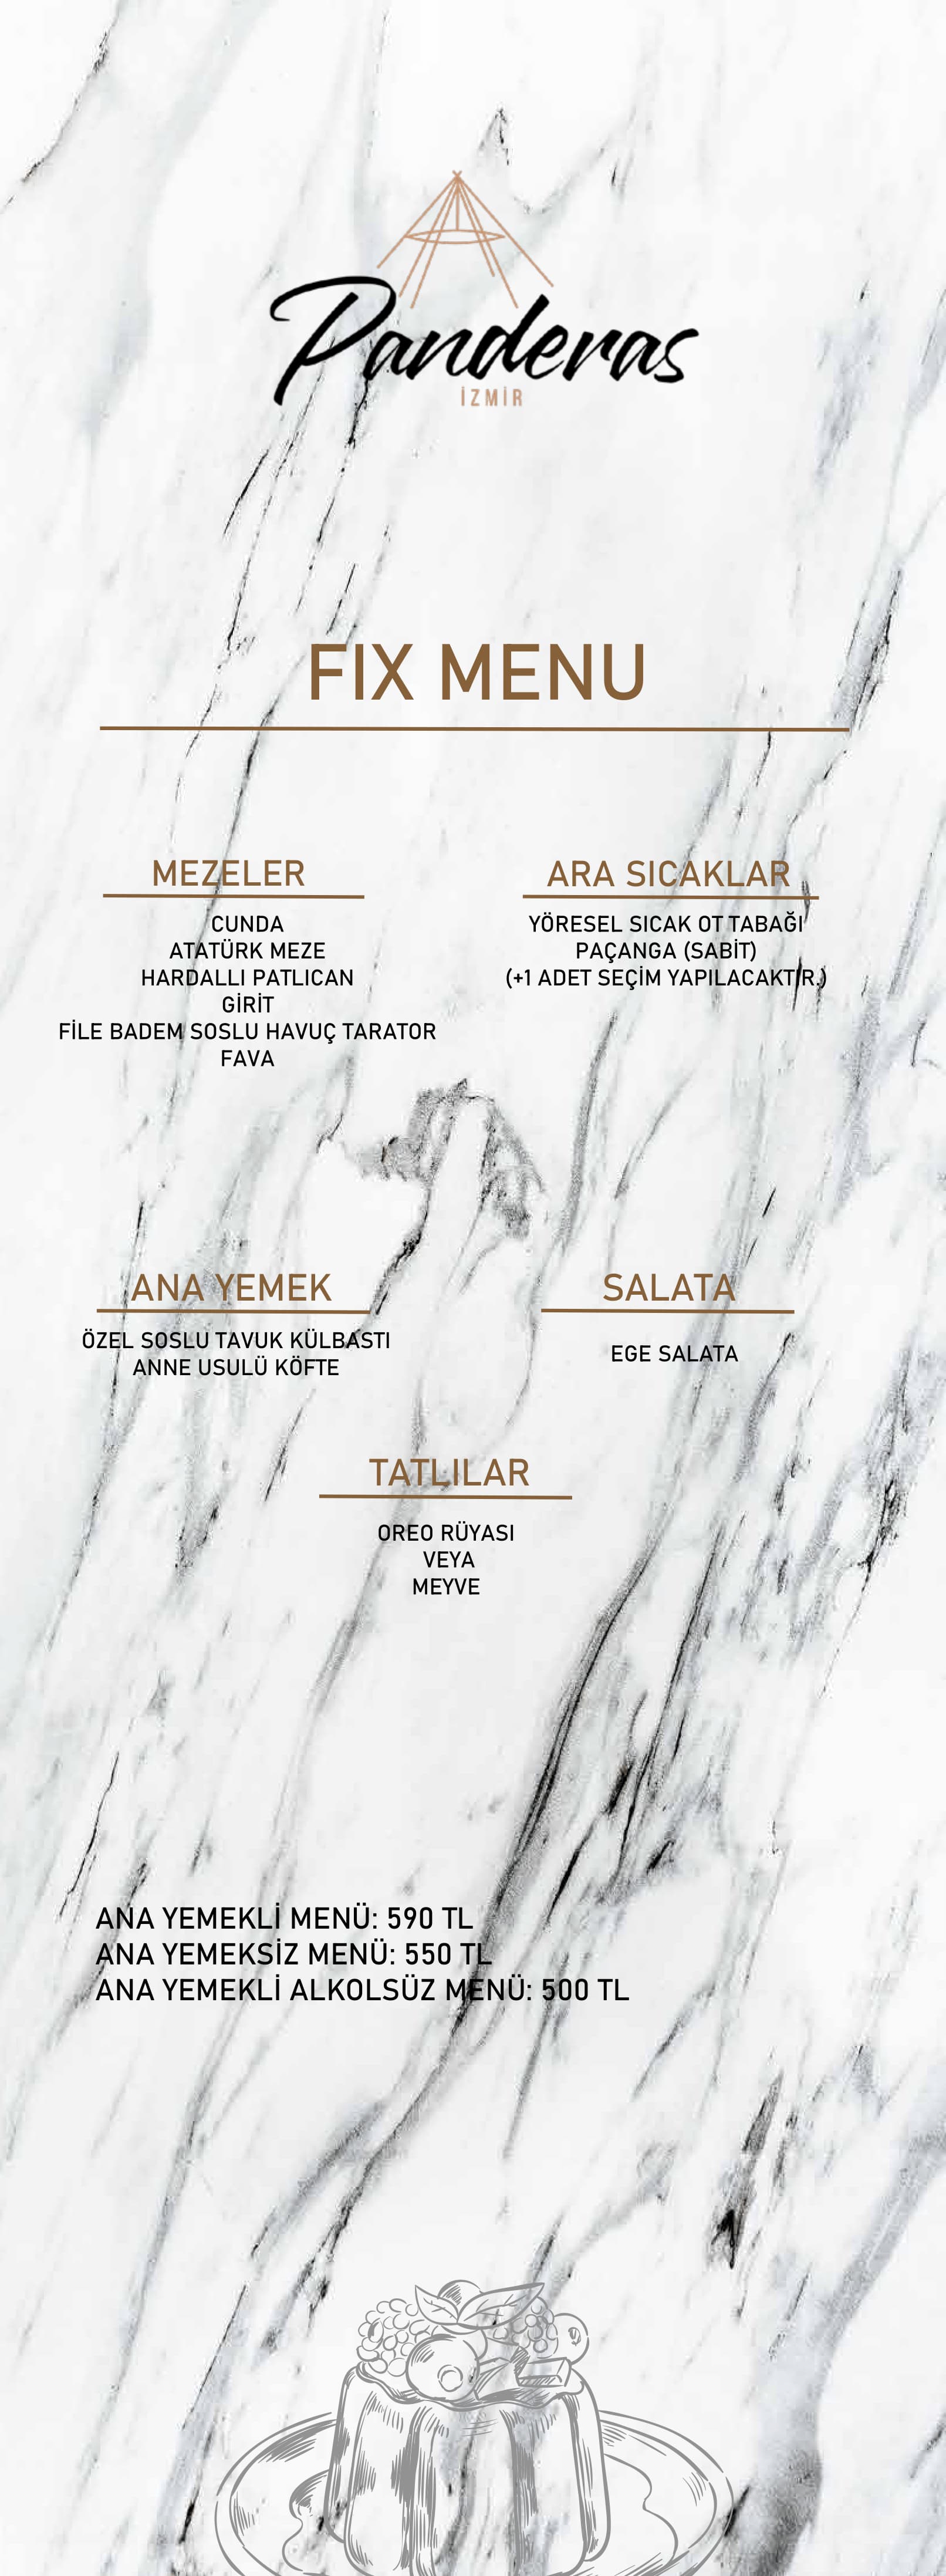 Panderas
İZMİR
FIX MENU
MEZELER
CUNDA
ATATÜRK MEZE
HARDALLI PATLICAN
GİRİT
FİLE BADEM SOSLU HAVUÇ TARATOR
FAVA
ARA SICAKLAR
YÖRESEL SICAK OT TABAĞI
PAÇANGA (SABİT)
(+1 ADET SEÇİM YAPILACAKTIR.)
ANA YEMEK
ÖZEL SOSLU TAVUK KÜLBASTI
ANNE USULÜ KÖFTE
SALATA
EGE SALATA
TATLILAR
OREO RÜYASI
VEYA
MEYVE
ANA YEMEKLİ MENÜ: 590 TL
ANA YEMEKSİZ MENÜ: 550 TL
ANA YEMEKLİ ALKOLSÜZ MENÜ: 500 TL